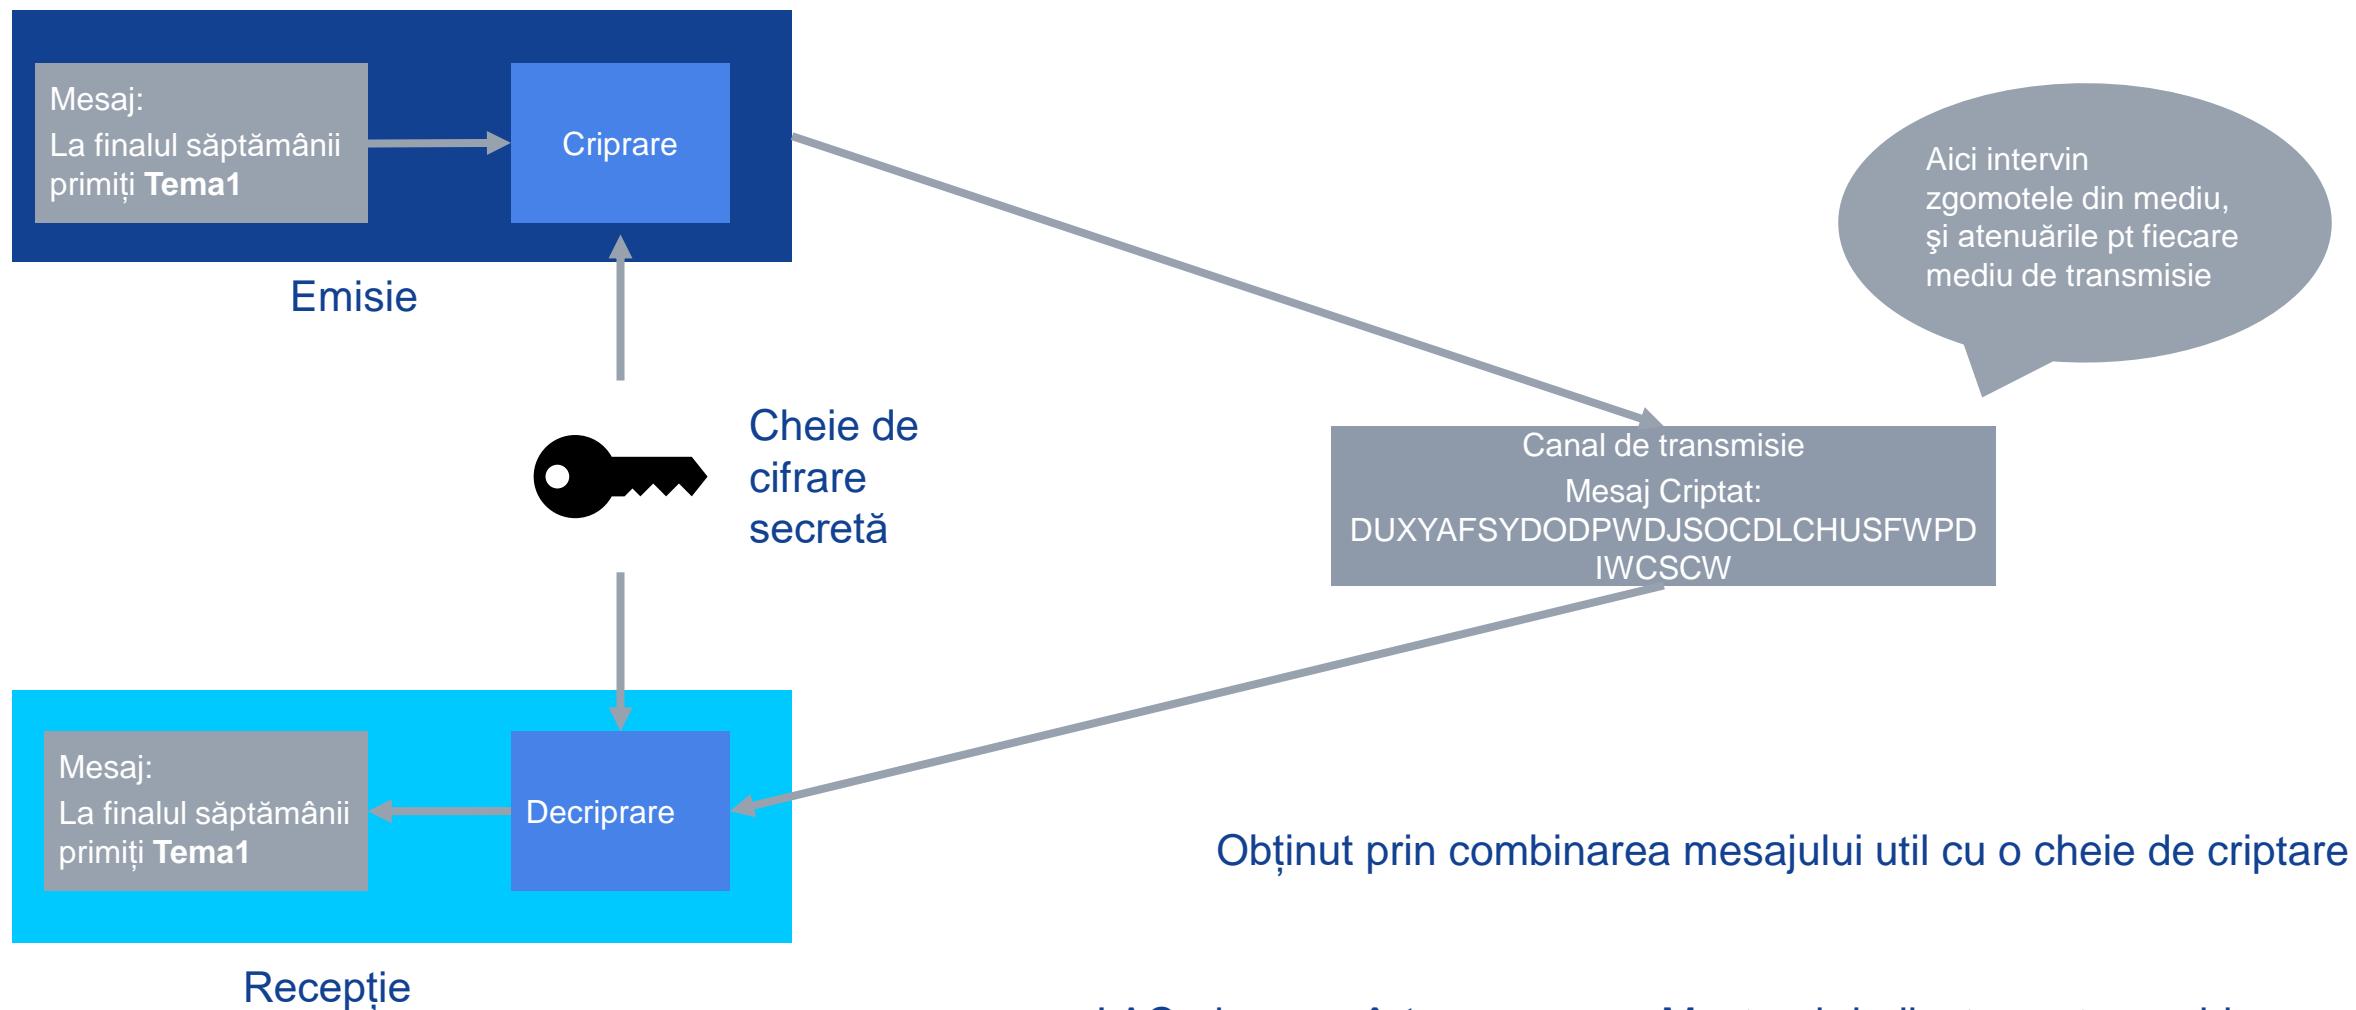 Mesaj:
La finalul săptămânii
primiți Tema1
Criprare
Emisie
Aici intervin
zgomotele din mediu,
şi atenuările pt fiecare
mediu de transmisie
Cheie de
cifrare
secretă
Canal de transmisie
Mesaj Criptat:
DUXYAFSYDODPWDJSOCDLCHUSFWPD
IWCSCW
Mesaj:
La finalul săptămânii
primiți Tema1
Decriprare
Obținut prin combinarea mesajului util cu o cheie de criptare
Recepție